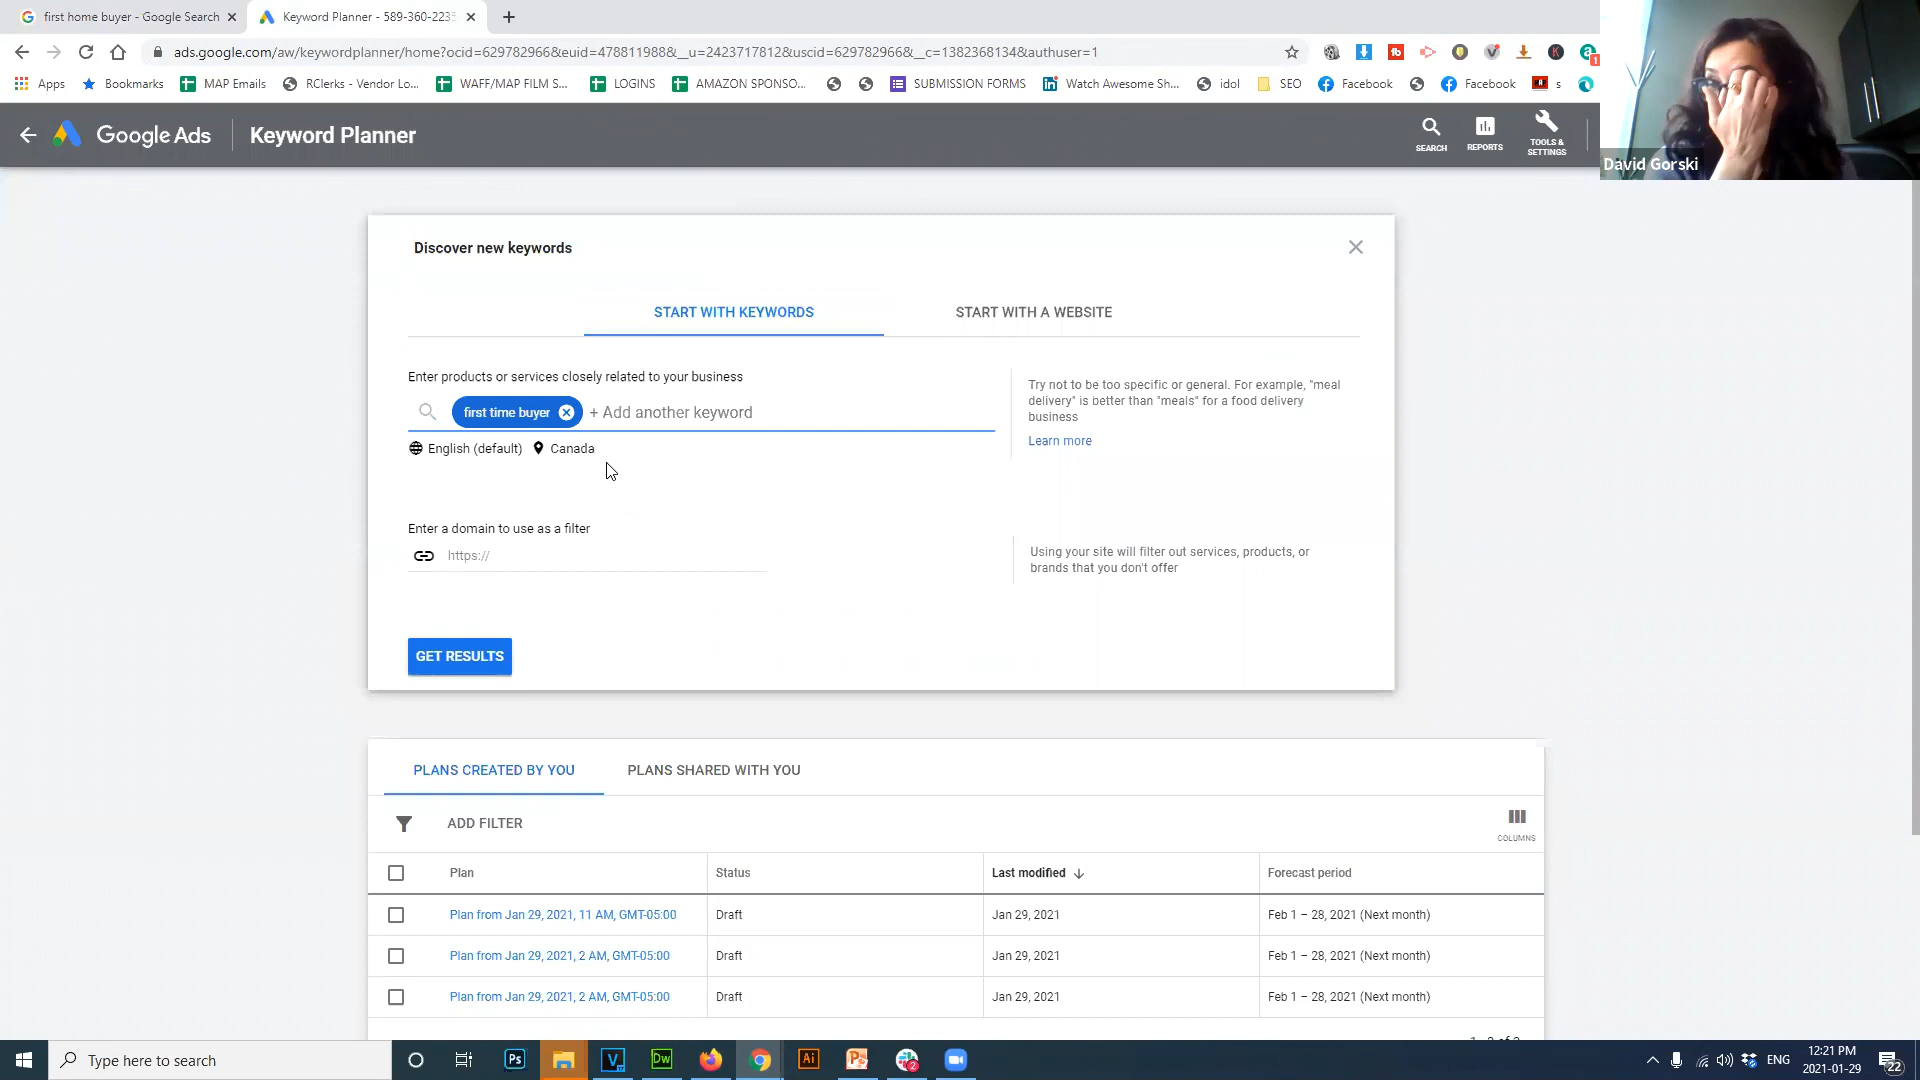 first home buyer - Google Search
Keyword Planner - 589-360-2235
ads.google.com/aw/keywordplanner/home?ocid=629782966&euid=478811988&__u=2423717812&uscid=629782966&__c=1382368134&authuser=1
Apps
Bookmarks
MAP Emails
RClerks - Vendor Lo...
WAFF/MAP FILM S...
LOGINS
AMAZON SPONSO...
SUBMISSION FORMS
Watch Awesome Sh...
idol
SEO
Facebook
Facebook
s
Google Ads
Keyword Planner
SEARCH
REPORTS
TOOLS &
SETTINGS
David Gorski
Discover new keywords
START WITH KEYWORDS
START WITH A WEBSITE
Enter products or services closely related to your business
first time buyer
+ Add another keyword
English (default)
Canada
Try not to be too specific or general. For example, "meal
delivery" is better than "meals" for a food delivery
business
Learn more
Enter a domain to use as a filter
https://
Using your site will filter out services, products, or
brands that you don't offer
GET RESULTS
PLANS CREATED BY YOU
PLANS SHARED WITH YOU
ADD FILTER
COLUMNS
Plan
Status
Last modified
Forecast period
Plan from Jan 29, 2021, 11 AM, GMT-05:00
Draft
Jan 29, 2021
Feb 1 – 28, 2021 (Next month)
Plan from Jan 29, 2021, 2 AM, GMT-05:00
Draft
Jan 29, 2021
Feb 1 – 28, 2021 (Next month)
Plan from Jan 29, 2021, 2 AM, GMT-05:00
Draft
Jan 29, 2021
Feb 1 – 28, 2021 (Next month)
Type here to search
Ps
V
Dw
Ai
2
ENG
12:21 PM
2021-01-29
22